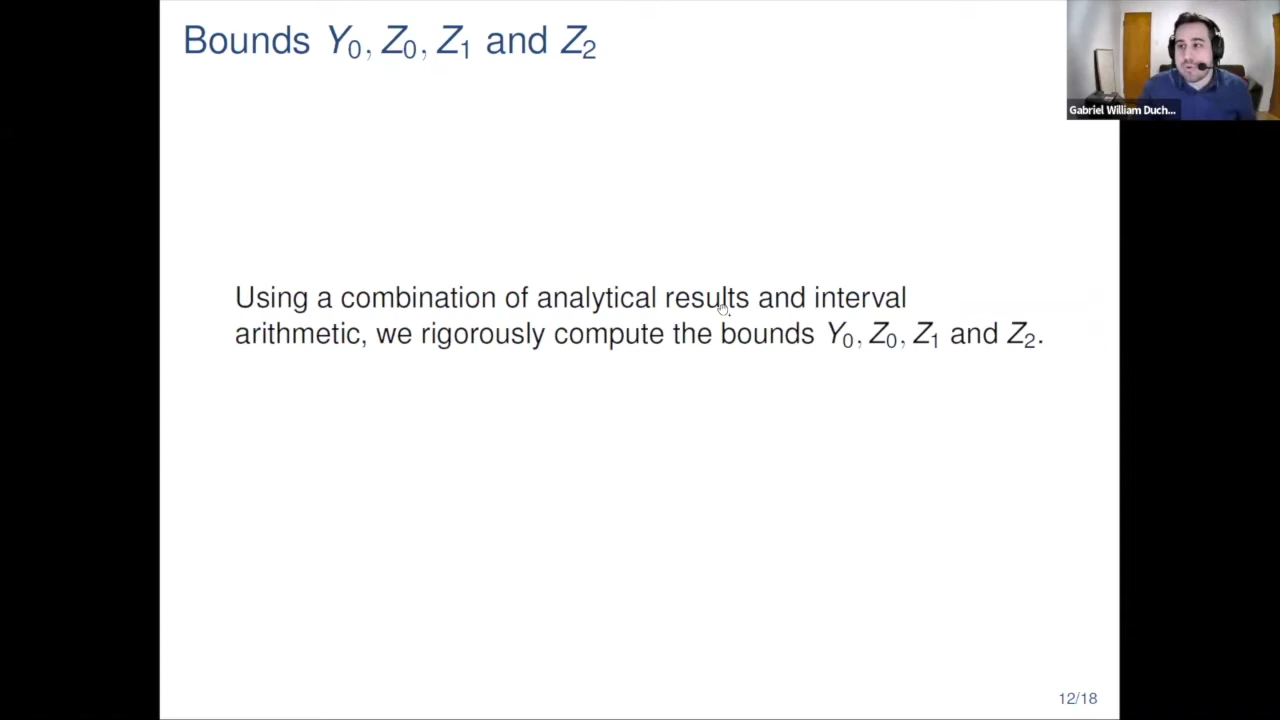 Bounds Y₀, Z₀, Z₁ and Z₂
Gabriel William Duch...
Using a combination of analytical results and interval
arithmetic, we rigorously compute the bounds Y₀, Z₀, Z₁ and Z₂.
12/18